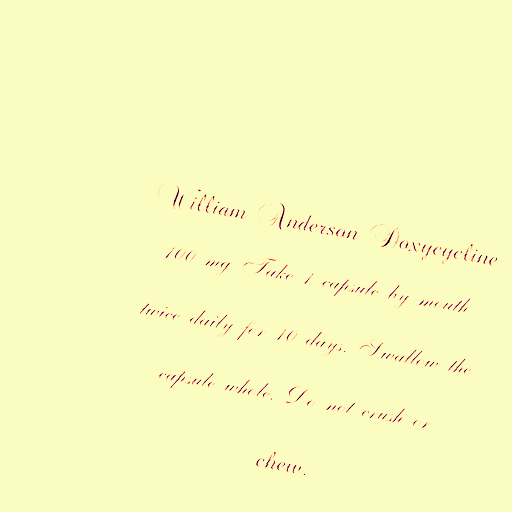 William Anderson Doxycycline
100 mg Take 1 capsule by mouth
twice daily for 10 days. Swallow the
capsule whole. Do not crush or
chew.